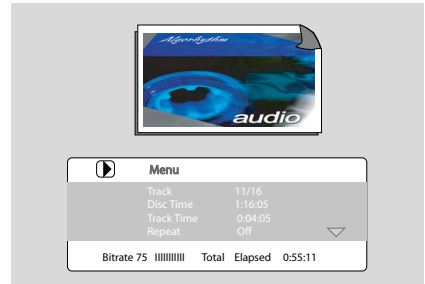 Algorhythm
audio
Menu
Track 11/16
Disc Time 1:16:05
Track Time 0:04:05
Repeat Off
Bitrate 75 IIIIIIIIII Total Elapsed 0:55:11